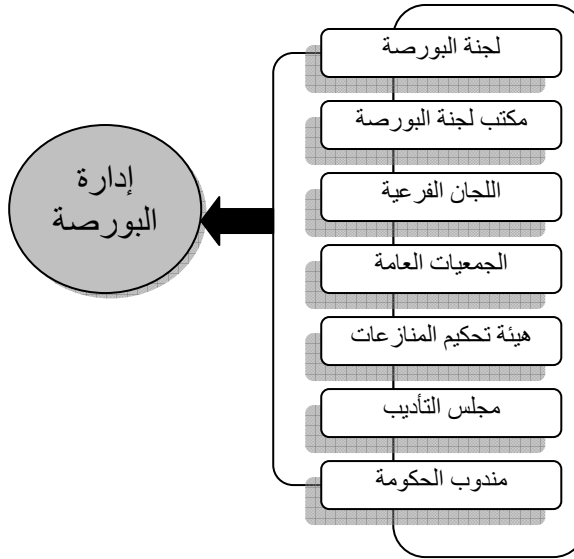 لجنة البورصة
مكتب لجنة البورصة
اللجان الفرعية
الجمعيات العامة
هيئة تحكيم المنازعات
مجلس التأديب
مندوب الحكومة
إدارة
البورصة